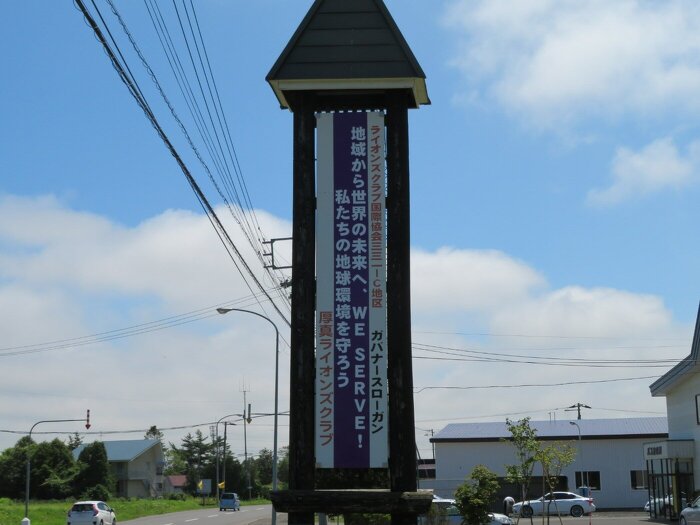 ライオンズクラブ国際協会三三一ーC地区　ガバナースローガン
地域から世界の未来へ、WE SERVE!
私たちの地球環境を守ろう
厚真ライオンズクラブ